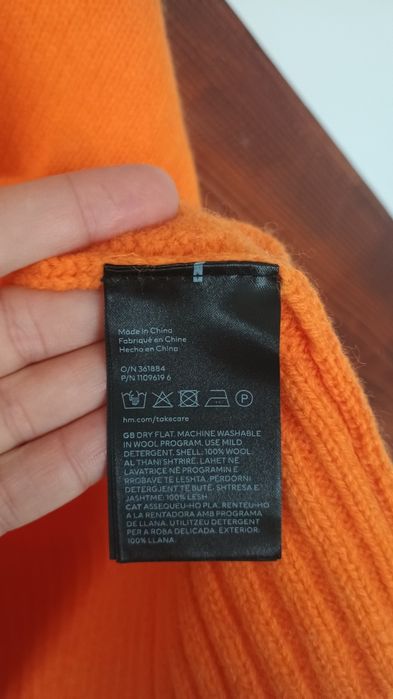 Made in China
Fabriqué en Chine
Hecho en China
O/N 361884
P/N 1109619 6
P
hm.com/takecare
GB DRY FLAT. MACHINE WASHABLE
IN WOOL PROGRAM. USE MILD
DETERGENT. SHELL: 100% WOOL
AL THANI SHTRIRË. LAHET NË
LAVATRICE NË PROGRAMIN E
RROBAVE TË LESHTA. PËRDORNI
DETERGJENT TË BUTË. SHTRESA E
JASHTME: 100% LESH
CAT ASSEQUEU-HO PLA. RENTEU-HO
A LA RENTADORA AMB PROGRAMA
DE LLANA. UTILITZEU DETERGENT
PER A ROBA DELICADA. EXTERIOR:
100% LLANA.